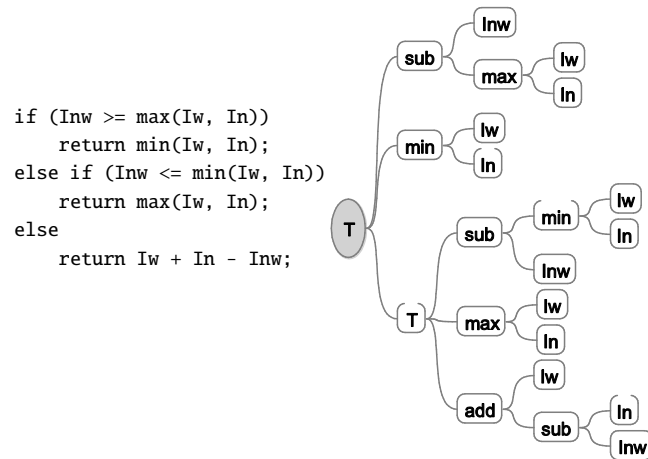 if (Inw >= max(Iw, In))
return min(Iw, In);
else if (Inw <= min(Iw, In))
return max(Iw, In);
else
return Iw + In - Inw;
T
sub
Inw
max
Iw
In
min
Iw
In
T
sub
min
Iw
In
Inw
max
Iw
In
add
Iw
sub
In
Inw